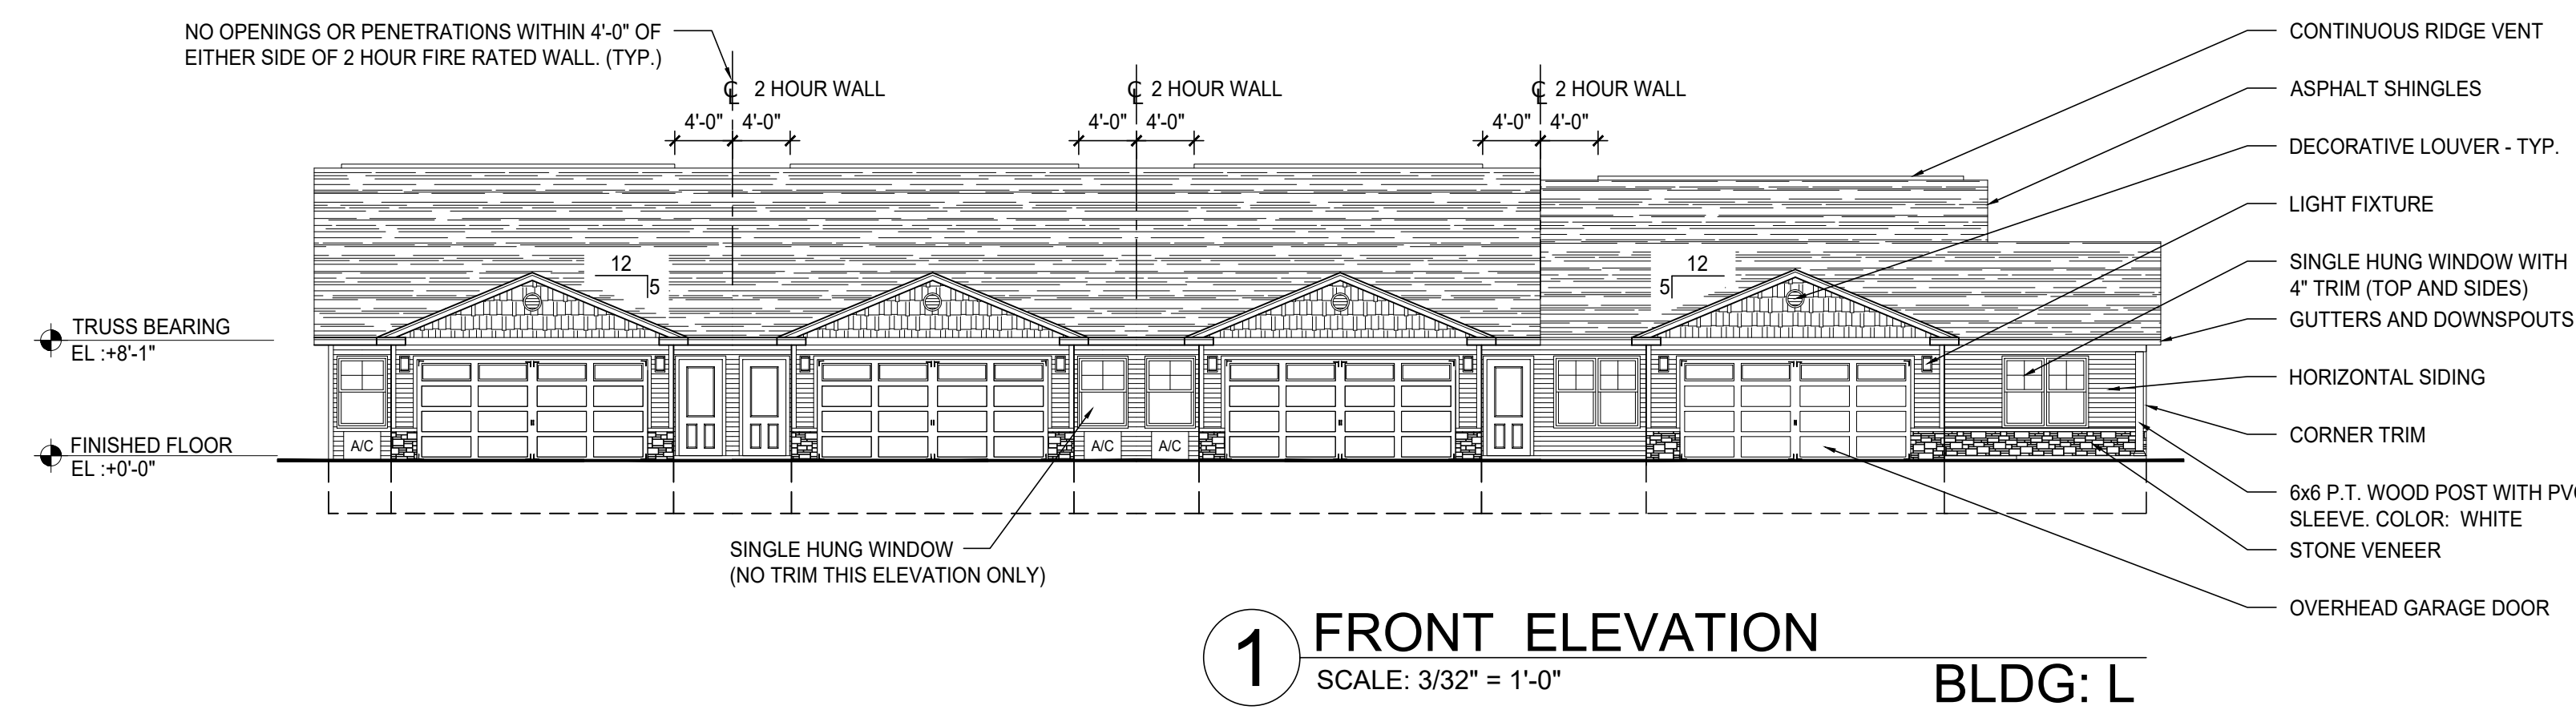 NO OPENINGS OR PENETRATIONS WITHIN 4'-0" OF
EITHER SIDE OF 2 HOUR FIRE RATED WALL. (TYP.)
℄ 2 HOUR WALL
℄ 2 HOUR WALL
℄ 2 HOUR WALL
4'-0" 4'-0"
4'-0" 4'-0"
4'-0" 4'-0"
CONTINUOUS RIDGE VENT
ASPHALT SHINGLES
DECORATIVE LOUVER - TYP.
LIGHT FIXTURE
SINGLE HUNG WINDOW WITH
4" TRIM (TOP AND SIDES)
GUTTERS AND DOWNSPOUTS
HORIZONTAL SIDING
CORNER TRIM
6x6 P.T. WOOD POST WITH PV
SLEEVE. COLOR: WHITE
STONE VENEER
OVERHEAD GARAGE DOOR
12
5
12
5
TRUSS BEARING
EL :+8'-1"
FINISHED FLOOR
EL :+0'-0"
A/C
A/C
A/C
SINGLE HUNG WINDOW
(NO TRIM THIS ELEVATION ONLY)
1
FRONT ELEVATION
SCALE: 3/32" = 1'-0"
BLDG: L